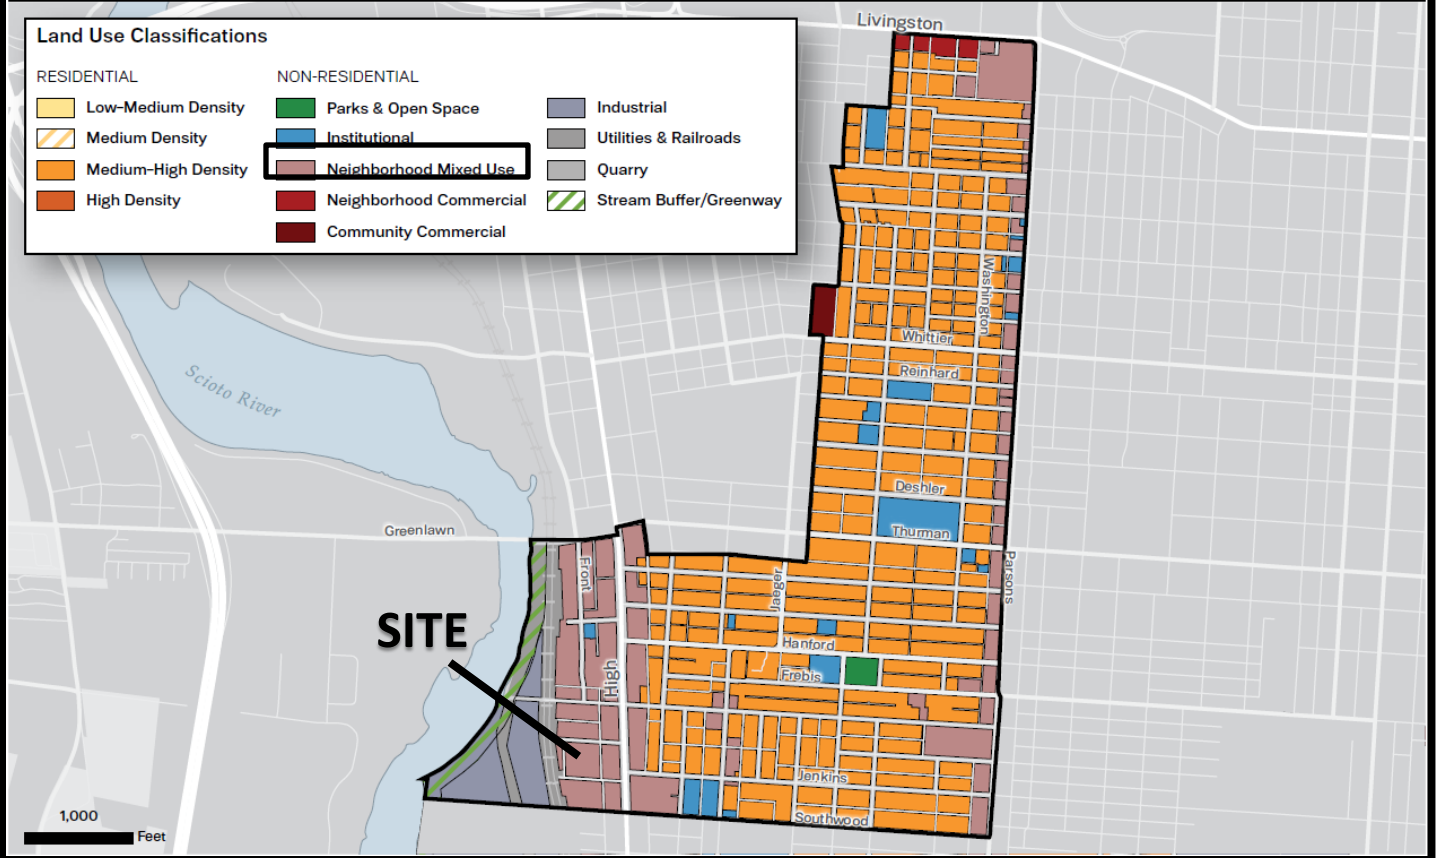 Land Use Classifications
RESIDENTIAL
Low-Medium Density
Medium Density
Medium-High Density
High Density
NON-RESIDENTIAL
Parks & Open Space
Institutional
Neighborhood Mixed Use
Neighborhood Commercial
Community Commercial
Industrial
Utilities & Railroads
Quarry
Stream Buffer/Greenway
Livingston
Washington
Whittier
Reinhard
Scioto River
Deshler
Thurman
Greenlawn
Front
Jaeger
Parsons
SITE
Hanford
High
Frebis
Jenkins
Southwood
1,000
Feet